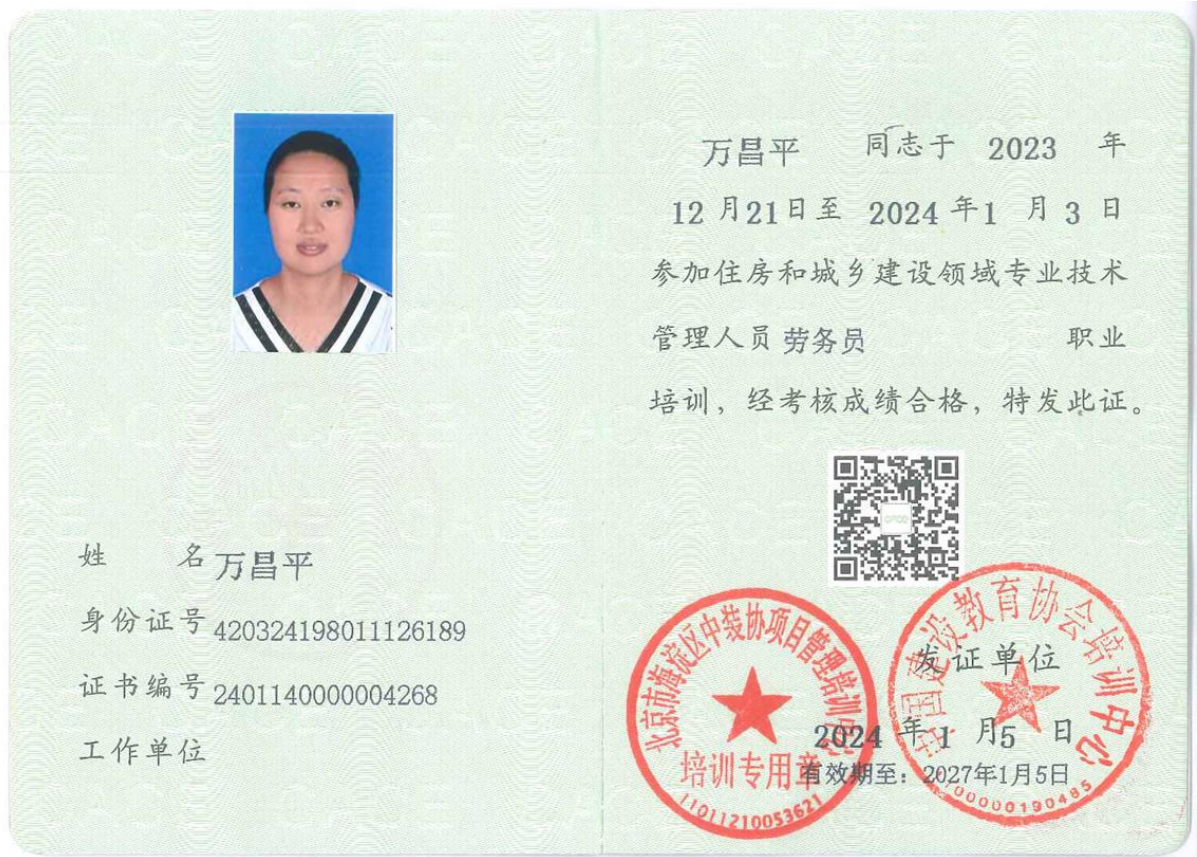 姓名 万昌平
身份证号 420324198011126189
证书编号 2401140000004268
工作单位
万昌平 同志于 2023 年
12 月 21 日至 2024 年 1 月 3 日
参加住房和城乡建设领域专业技术
管理人员 劳务员 职业
培训，经考核成绩合格，特发此证。
北京市海淀区中装协项目管理培训
培训专用章
11011210053621
中国建设教育协会培训中心
00000190485
发证单位
2024 年 1 月 5 日
有效期至：2027年1月5日